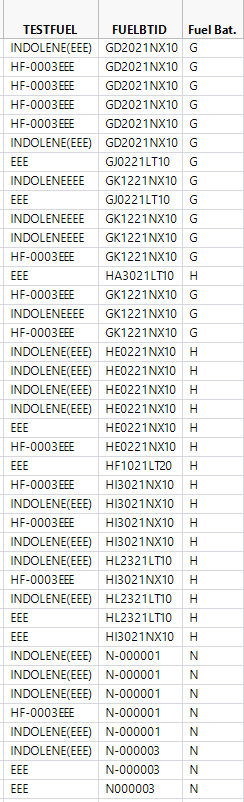 TESTFUEL FUELBTID Fuel Bat.
INDOLENE(EEE) GD2021NX10 G
HF-0003EEE GD2021NX10 G
HF-0003EEE GD2021NX10 G
HF-0003EEE GD2021NX10 G
HF-0003EEE GD2021NX10 G
INDOLENE(EEE) GD2021NX10 G
EEE GJ0221LT10 G
INDOLENEEEE GK1221NX10 G
EEE GJ0221LT10 G
INDOLENEEEE GK1221NX10 G
INDOLENEEEE GK1221NX10 G
HF-0003EEE GK1221NX10 G
EEE HA3021LT10 H
HF-0003EEE GK1221NX10 G
INDOLENEEEE GK1221NX10 G
HF-0003EEE GK1221NX10 G
INDOLENE(EEE) HE0221NX10 H
INDOLENE(EEE) HE0221NX10 H
INDOLENE(EEE) HE0221NX10 H
INDOLENE(EEE) HE0221NX10 H
EEE HE0221NX10 H
HF-0003EEE HE0221NX10 H
EEE HF1021LT20 H
HF-0003EEE HI3021NX10 H
INDOLENE(EEE) HI3021NX10 H
HF-0003EEE HI3021NX10 H
INDOLENE(EEE) HI3021NX10 H
INDOLENE(EEE) HL2321LT10 H
HF-0003EEE HI3021NX10 H
INDOLENE(EEE) HL2321LT10 H
EEE HL2321LT10 H
EEE HI3021NX10 H
INDOLENE(EEE) N-000001 N
INDOLENE(EEE) N-000001 N
INDOLENE(EEE) N-000001 N
HF-0003EEE N-000001 N
INDOLENE(EEE) N-000001 N
INDOLENE(EEE) N-000003 N
EEE N-000003 N
EEE N000003 N